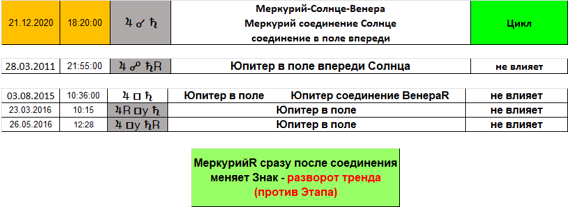 Меркурий-Солнце-Венера
21.12.2020 18:20:00 ♃ ☌ ♄ Меркурий соединение Солнце Цикл
соединение в поле впереди
28.03.2011 21:55:00 ♃ ☍ ♄R Юпитер в поле впереди Солнца не влияет
03.08.2015 10:36:00 ♃ □ ♄ Юпитер в поле Юпитер соединение ВенераR не влияет
23.03.2016 10:15 ♃R □у ♄ Юпитер в поле не влияет
26.05.2016 12:28 ♃ □у ♄R Юпитер в поле не влияет
МеркурийR сразу после соединения
меняет Знак - разворот тренда
(против Этапа)